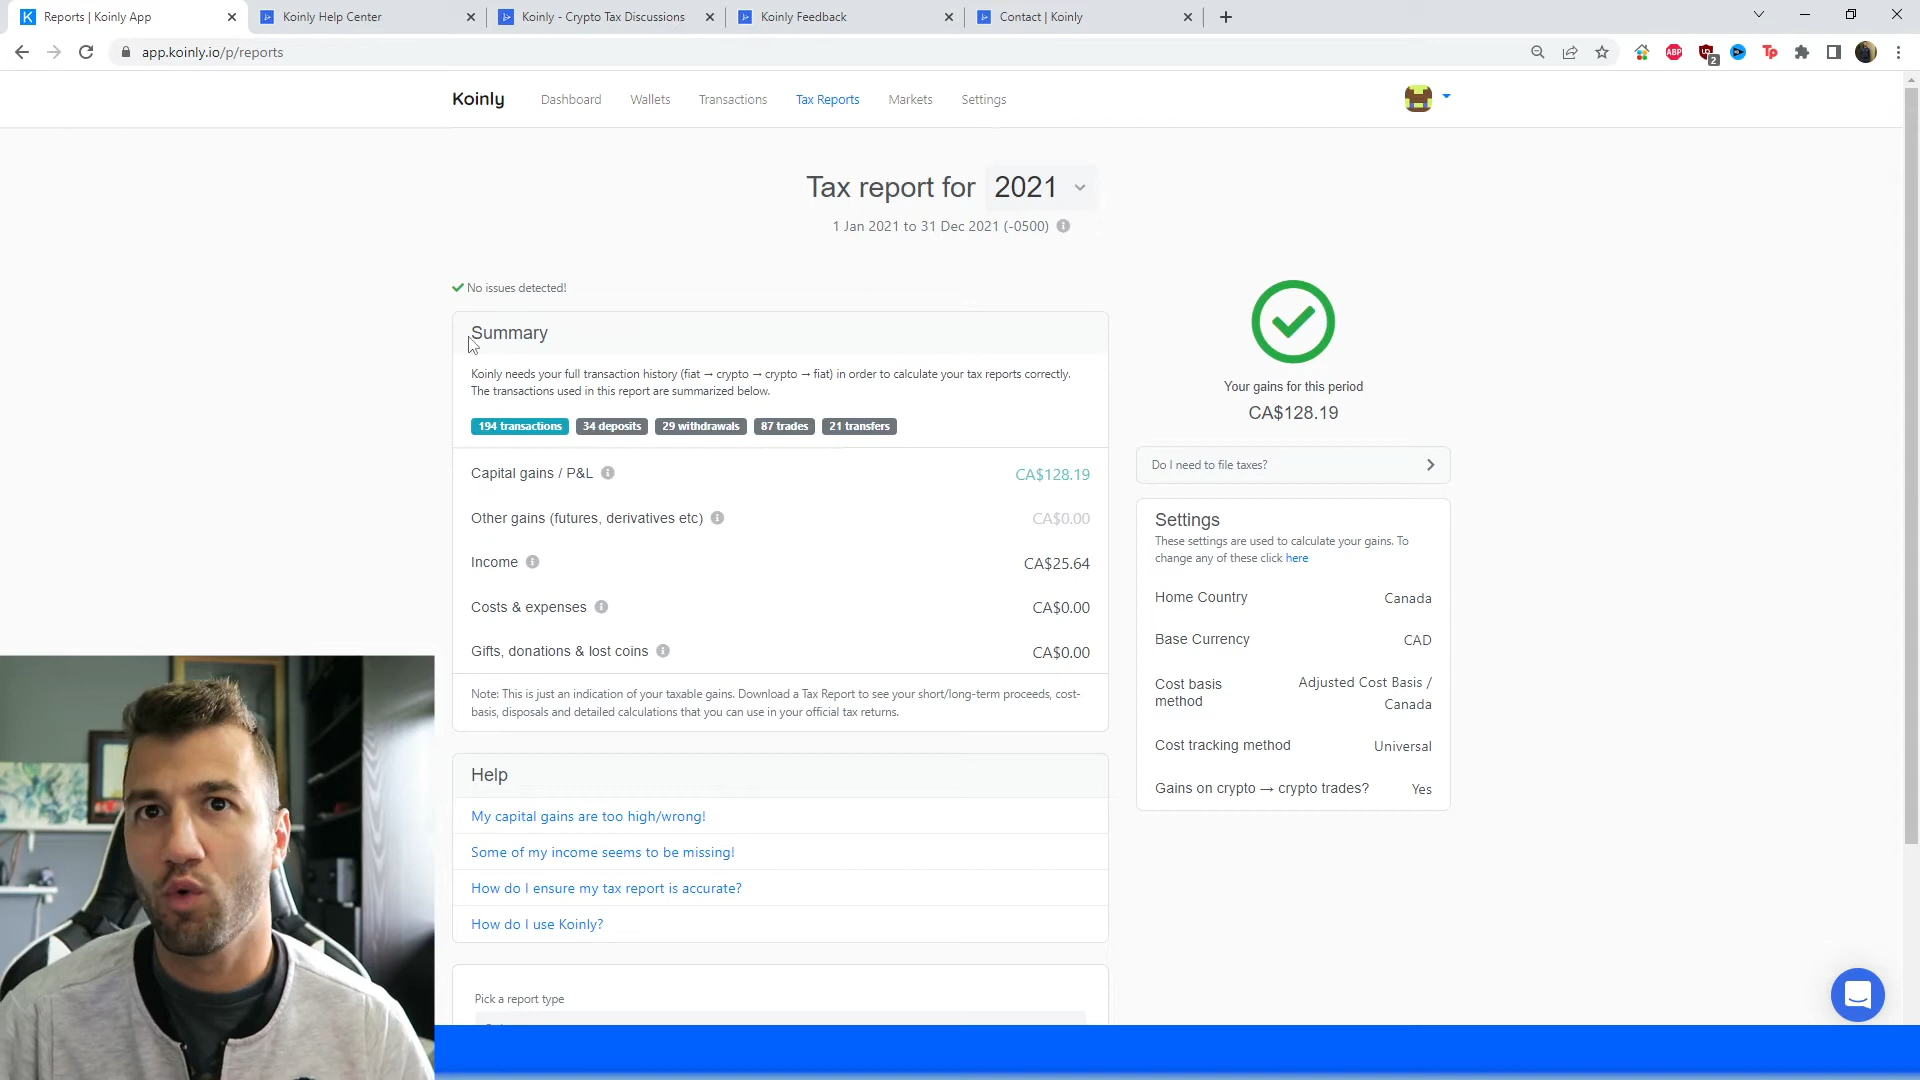 Reports | Koinly App
Koinly Help Center
Koinly - Crypto Tax Discussions
Koinly Feedback
Contact | Koinly
app.koinly.io/p/reports
ABP
2
Tp
Koinly
Dashboard
Wallets
Transactions
Tax Reports
Markets
Settings
Tax report for 2021
1 Jan 2021 to 31 Dec 2021 (-0500)
No issues detected!
Summary
Koinly needs your full transaction history (fiat → crypto → crypto → fiat) in order to calculate your tax reports correctly.
The transactions used in this report are summarized below.
194 transactions
34 deposits
29 withdrawals
87 trades
21 transfers
Capital gains / P&L
CA$128.19
Other gains (futures, derivatives etc)
CA$0.00
Income
CA$25.64
Costs & expenses
CA$0.00
Gifts, donations & lost coins
CA$0.00
Note: This is just an indication of your taxable gains. Download a Tax Report to see your short/long-term proceeds, cost-
basis, disposals and detailed calculations that you can use in your official tax returns.
Help
My capital gains are too high/wrong!
Some of my income seems to be missing!
How do I ensure my tax report is accurate?
How do I use Koinly?
Pick a report type
Your gains for this period
CA$128.19
Do I need to file taxes?
Settings
These settings are used to calculate your gains. To
change any of these click here
Home Country
Canada
Base Currency
CAD
Cost basis
method
Adjusted Cost Basis /
Canada
Cost tracking method
Universal
Gains on crypto → crypto trades?
Yes